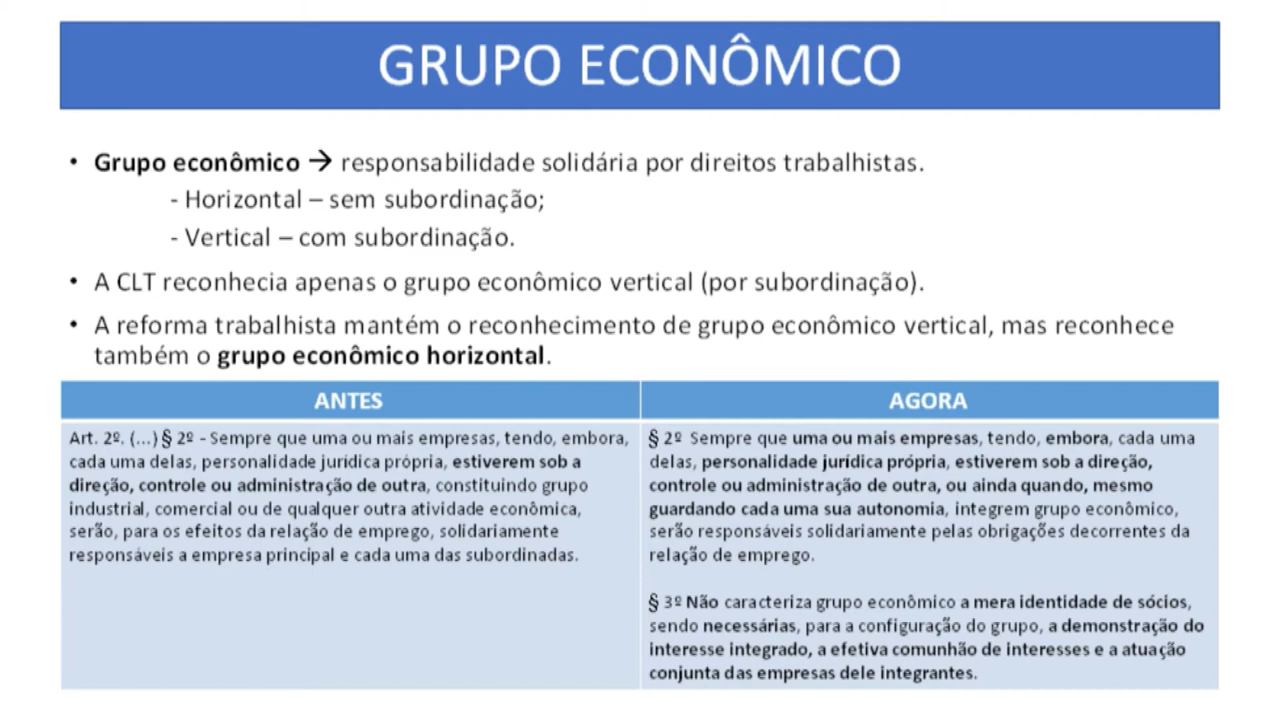 GRUPO ECONÔMICO
• Grupo econômico → responsabilidade solidária por direitos trabalhistas.
- Horizontal – sem subordinação;
- Vertical – com subordinação.
• A CLT reconhecia apenas o grupo econômico vertical (por subordinação).
• A reforma trabalhista mantém o reconhecimento de grupo econômico vertical, mas reconhece
também o grupo econômico horizontal.
ANTES
Art. 2º. (...) § 2º - Sempre que uma ou mais empresas, tendo, embora,
cada uma delas, personalidade jurídica própria, estiverem sob a
direção, controle ou administração de outra, constituindo grupo
industrial, comercial ou de qualquer outra atividade econômica,
serão, para os efeitos da relação de emprego, solidariamente
responsáveis a empresa principal e cada uma das subordinadas.
AGORA
§ 2º Sempre que uma ou mais empresas, tendo, embora, cada uma
delas, personalidade jurídica própria, estiverem sob a direção,
controle ou administração de outra, ou ainda quando, mesmo
guardando cada uma sua autonomia, integrem grupo econômico,
serão responsáveis solidariamente pelas obrigações decorrentes da
relação de emprego.
§ 3º Não caracteriza grupo econômico a mera identidade de sócios,
sendo necessárias, para a configuração do grupo, a demonstração do
interesse integrado, a efetiva comunhão de interesses e a atuação
conjunta das empresas dele integrantes.